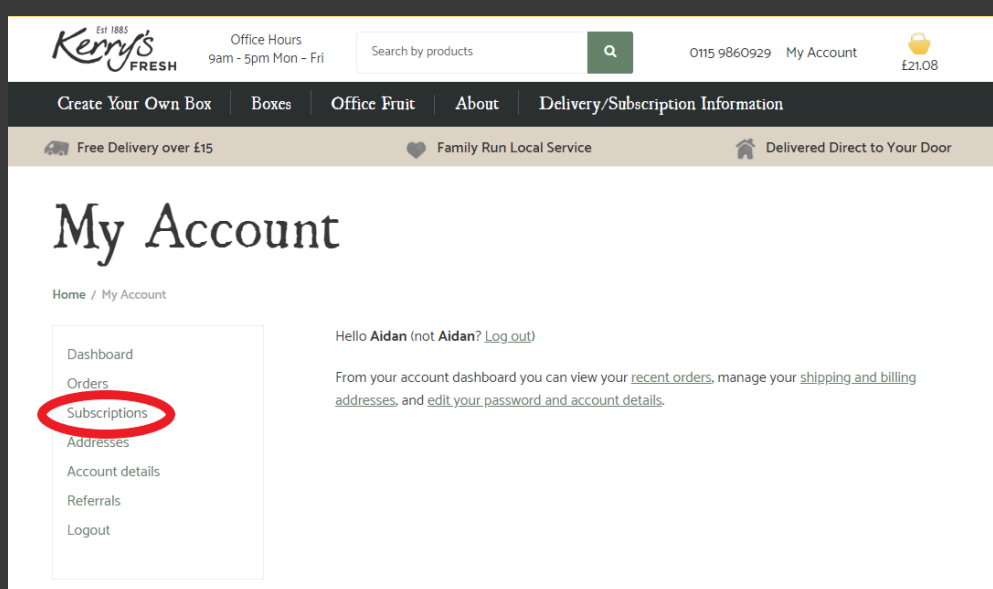 Est 1885
Kerry's
FRESH
Office Hours
9am - 5pm Mon – Fri
Search by products
0115 9860929 My Account
£21.08
Create Your Own Box Boxes Office Fruit About Delivery/Subscription Information
Free Delivery over £15 Family Run Local Service Delivered Direct to Your Door
My Account
Home / My Account
Dashboard
Orders
Subscriptions
Addresses
Account details
Referrals
Logout
Hello Aidan (not Aidan? Log out)
From your account dashboard you can view your recent orders, manage your shipping and billing
addresses, and edit your password and account details.